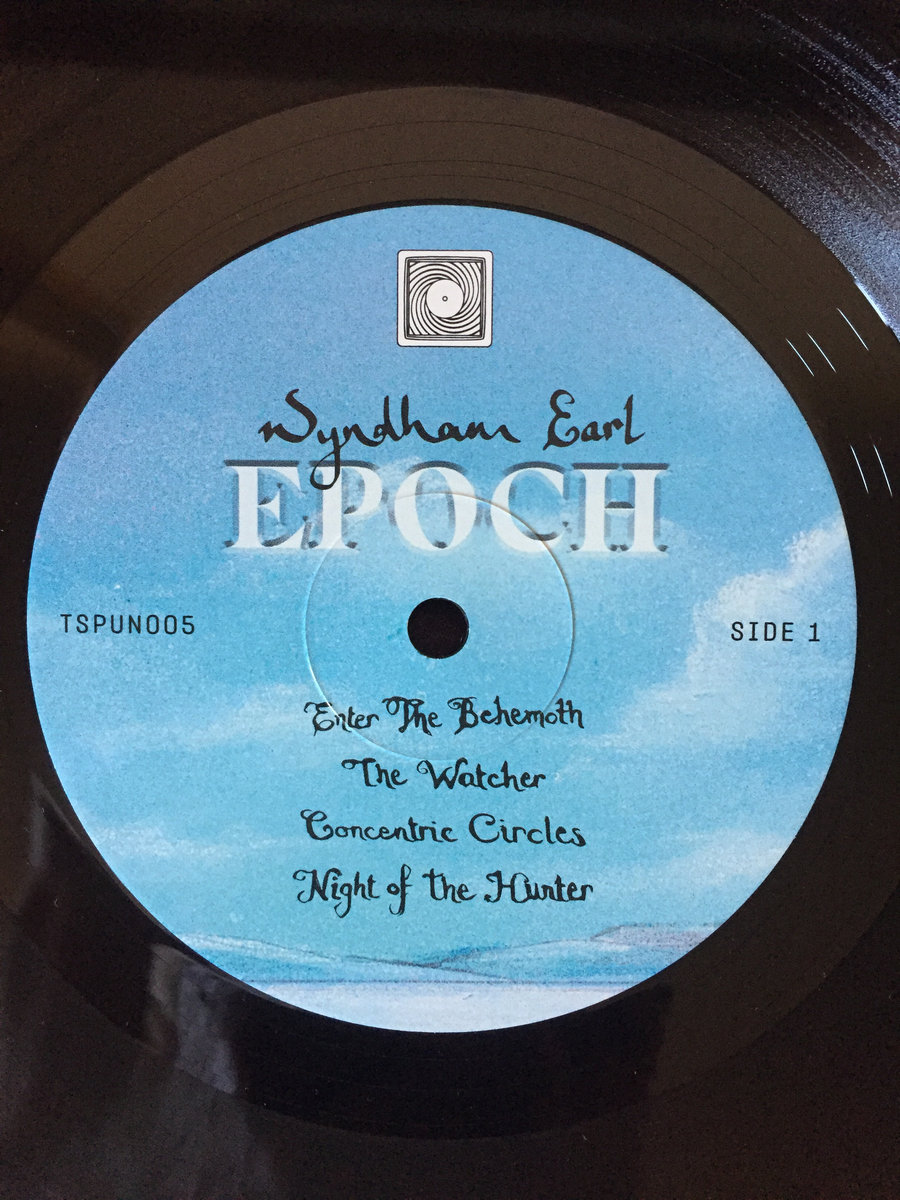 Wyndham Earl
EPOCH
TSPUN005
SIDE 1
Enter The Behemoth
The Watcher
Concentric Circles
Night of the Hunter